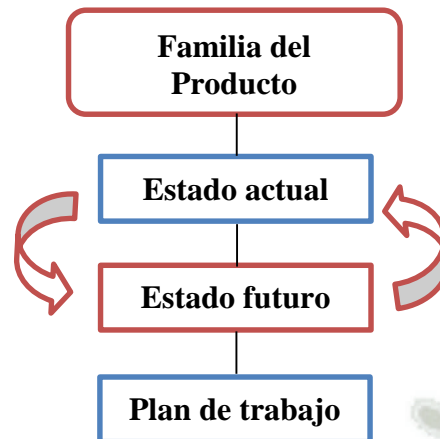 Familia del
Producto
Estado actual
Estado futuro
Plan de trabajo